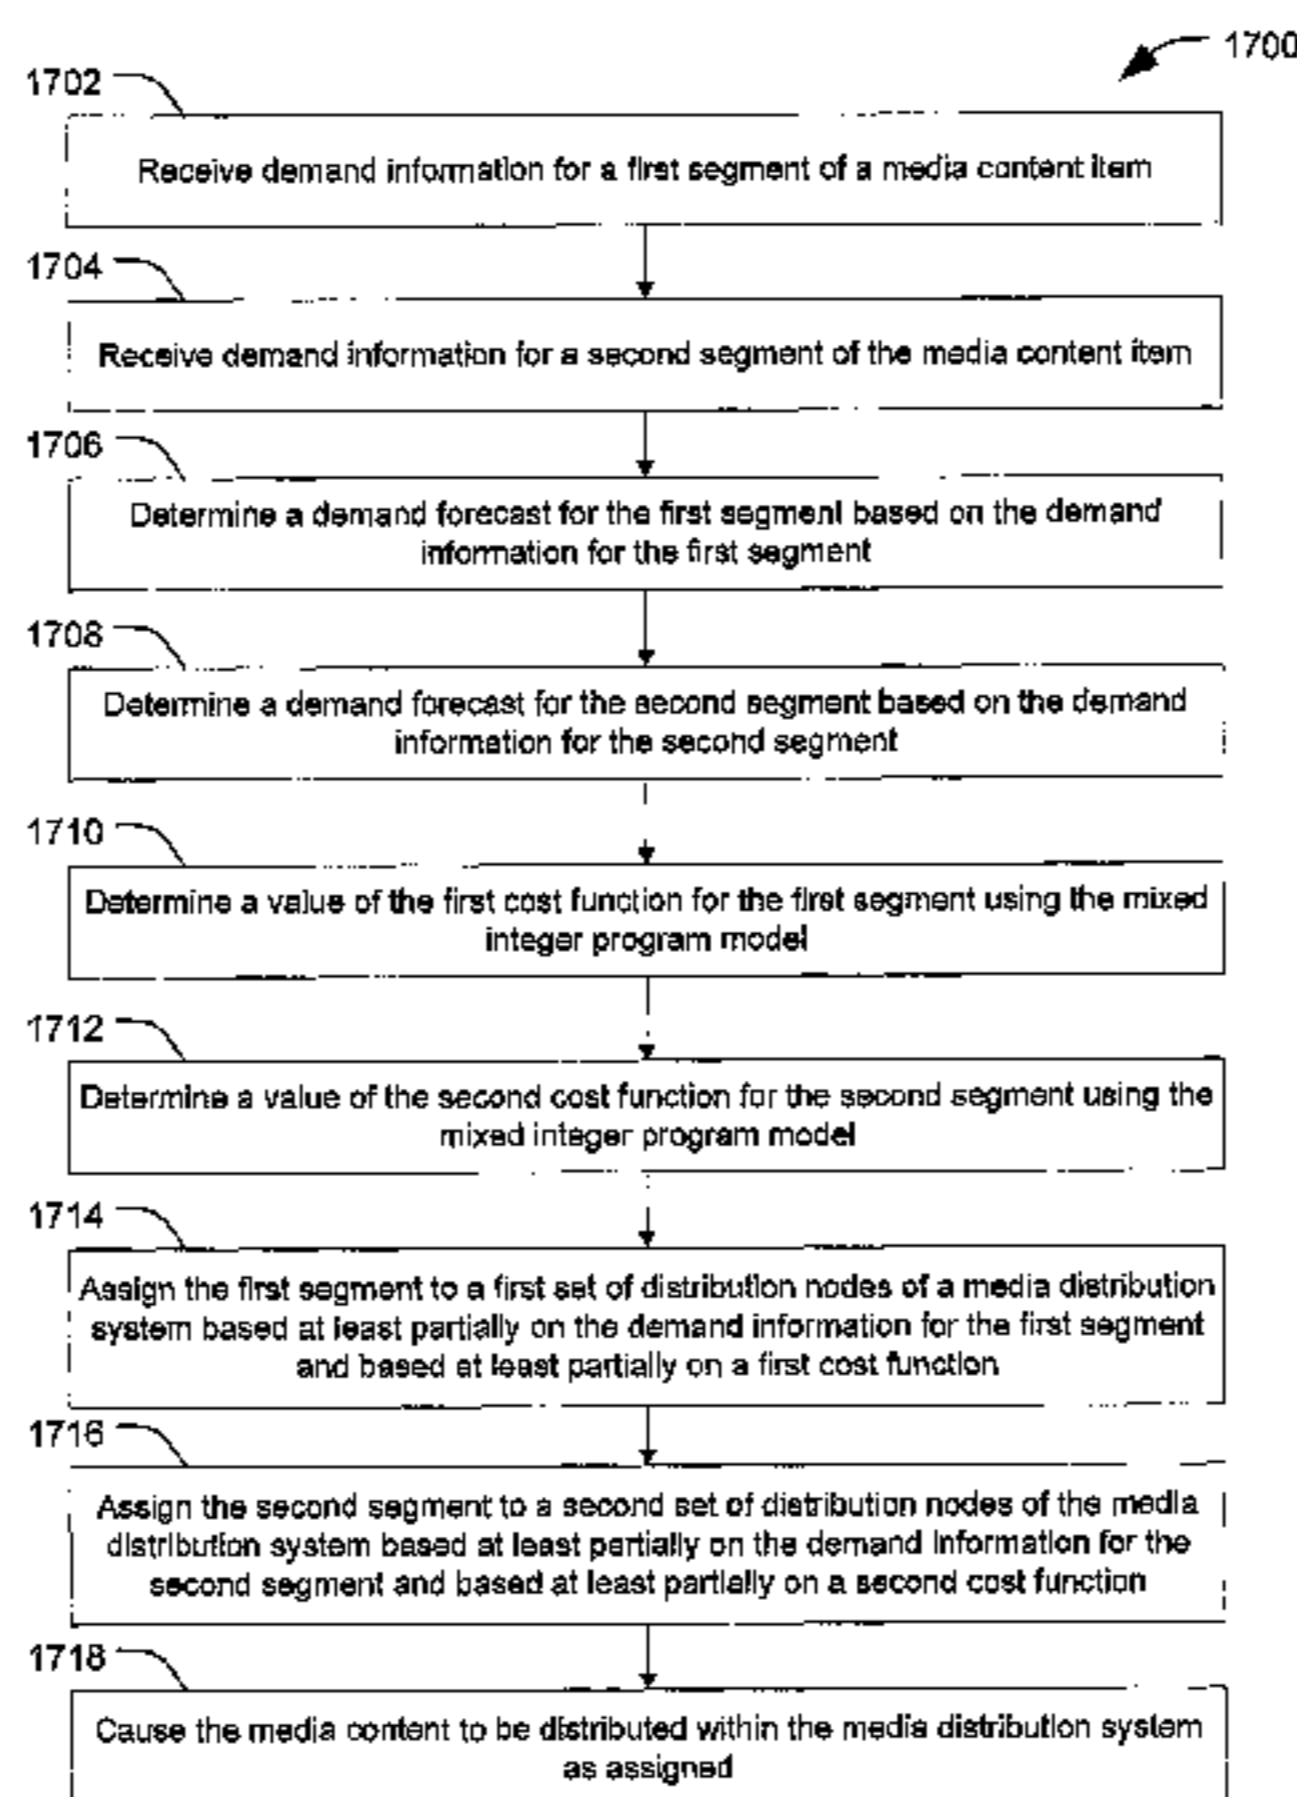 1700
1702
Receive demand information for a first segment of a media content item
1704
Receive demand information for a second segment of the media content item
1706
Determine a demand forecast for the first segment based on the demand
information for the first segment
1708
Determine a demand forecast for the second segment based on the demand
information for the second segment
1710
Determine a value of the first cost function for the first segment using the mixed
integer program model
1712
Determine a value of the second cost function for the second segment using the
mixed integer program model
1714
Assign the first segment to a first set of distribution nodes of a media distribution
system based at least partially on the demand information for the first segment
and based at least partially on a first cost function
1716
Assign the second segment to a second set of distribution nodes of the media
distribution system based at least partially on the demand information for the
second segment and based at least partially on a second cost function
1718
Cause the media content to be distributed within the media distribution system
as assigned